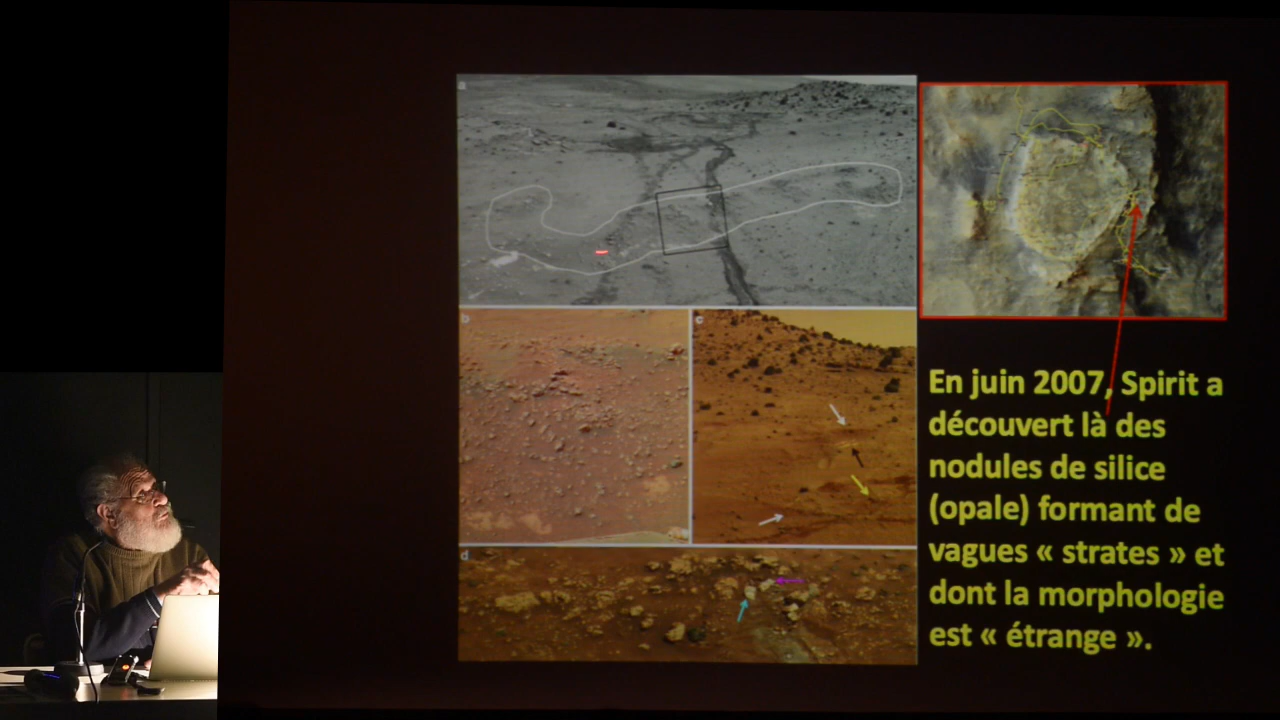 a
b
c
d
En juin 2007, Spirit a
découvert là des
nodules de silice
(opale) formant de
vagues « strates » et
dont la morphologie
est « étrange ».